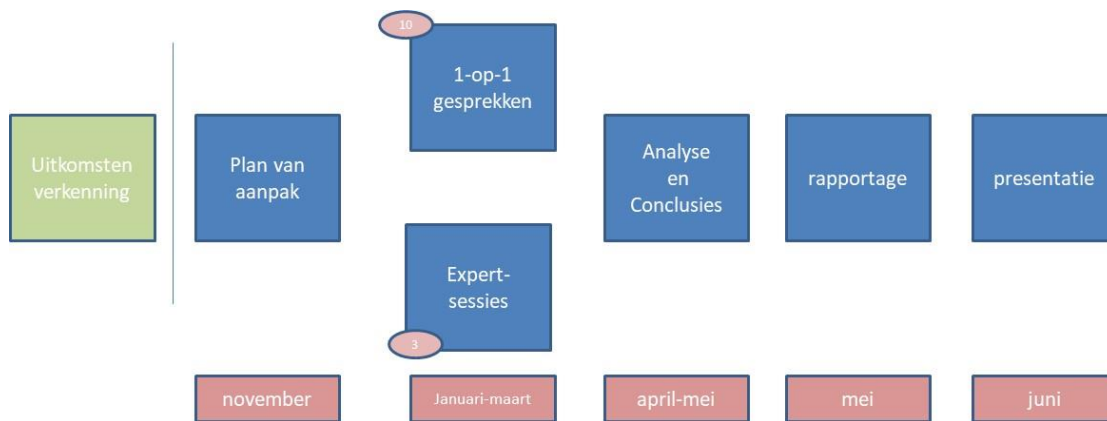 10
1-op-1
gesprekken
Uitkomsten
verkenning
Plan van
aanpak
Analyse
en
Conclusies
rapportage
presentatie
Expert-
sessies
3
november
Januari-maart
april-mei
mei
juni